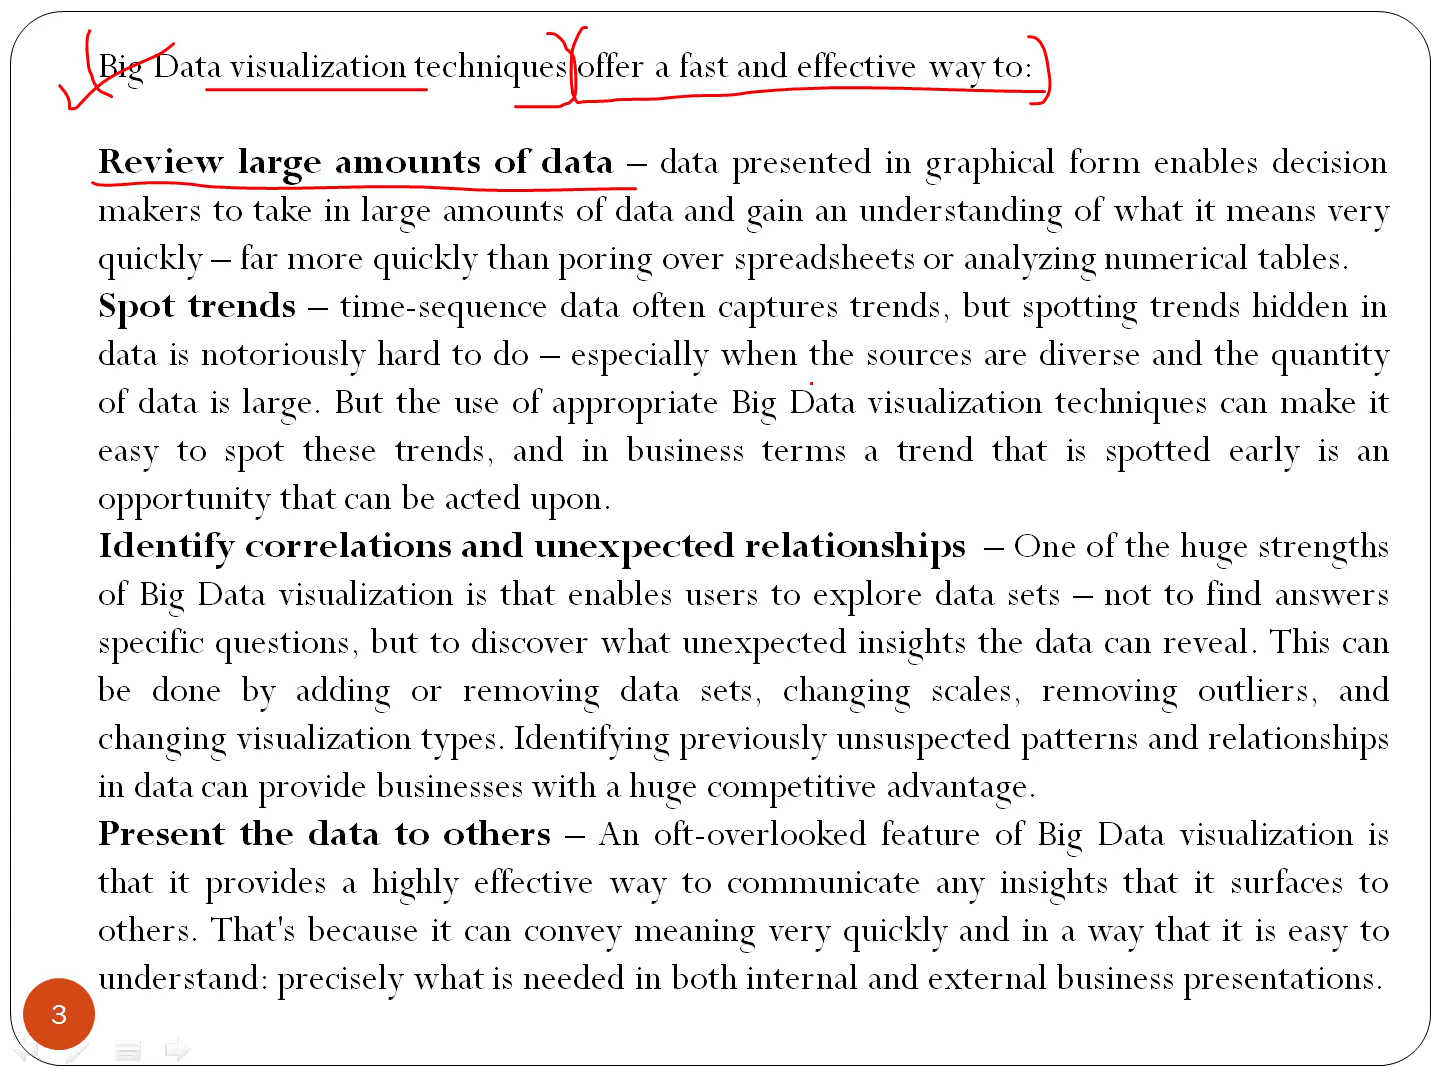 Big Data visualization techniques offer a fast and effective way to:
Review large amounts of data – data presented in graphical form enables decision
makers to take in large amounts of data and gain an understanding of what it means very
quickly – far more quickly than poring over spreadsheets or analyzing numerical tables.
Spot trends – time-sequence data often captures trends, but spotting trends hidden in
data is notoriously hard to do – especially when the sources are diverse and the quantity
of data is large. But the use of appropriate Big Data visualization techniques can make it
easy to spot these trends, and in business terms a trend that is spotted early is an
opportunity that can be acted upon.
Identify correlations and unexpected relationships – One of the huge strengths
of Big Data visualization is that enables users to explore data sets – not to find answers
specific questions, but to discover what unexpected insights the data can reveal. This can
be done by adding or removing data sets, changing scales, removing outliers, and
changing visualization types. Identifying previously unsuspected patterns and relationships
in data can provide businesses with a huge competitive advantage.
Present the data to others – An oft-overlooked feature of Big Data visualization is
that it provides a highly effective way to communicate any insights that it surfaces to
others. That's because it can convey meaning very quickly and in a way that it is easy to
understand: precisely what is needed in both internal and external business presentations.
3